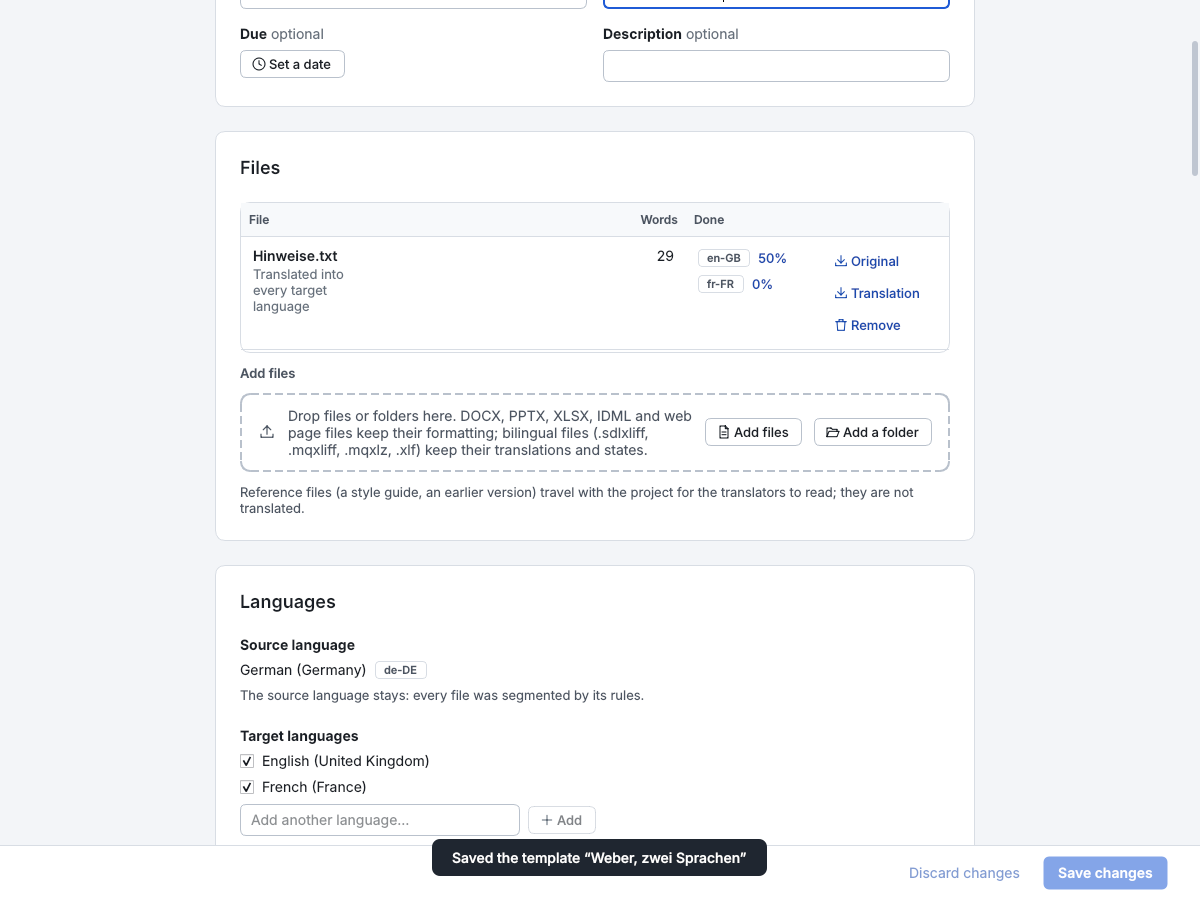 Due optional
Description optional
Set a date
Files
File Words Done
Hinweise.txt 29 en-GB 50% Original
Translated into every target language
fr-FR 0% Translation
Remove
Add files
Drop files or folders here. DOCX, PPTX, XLSX, IDML and web
page files keep their formatting; bilingual files (.sdlxliff,
.mqxliff, .mqxlz, .xlf) keep their translations and states.
Add files
Add a folder
Reference files (a style guide, an earlier version) travel with the project for the translators to read; they are not
translated.
Languages
Source language
German (Germany) de-DE
The source language stays: every file was segmented by its rules.
Target languages
English (United Kingdom)
French (France)
Add another language...
Add
Saved the template “Weber, zwei Sprachen”
Discard changes
Save changes